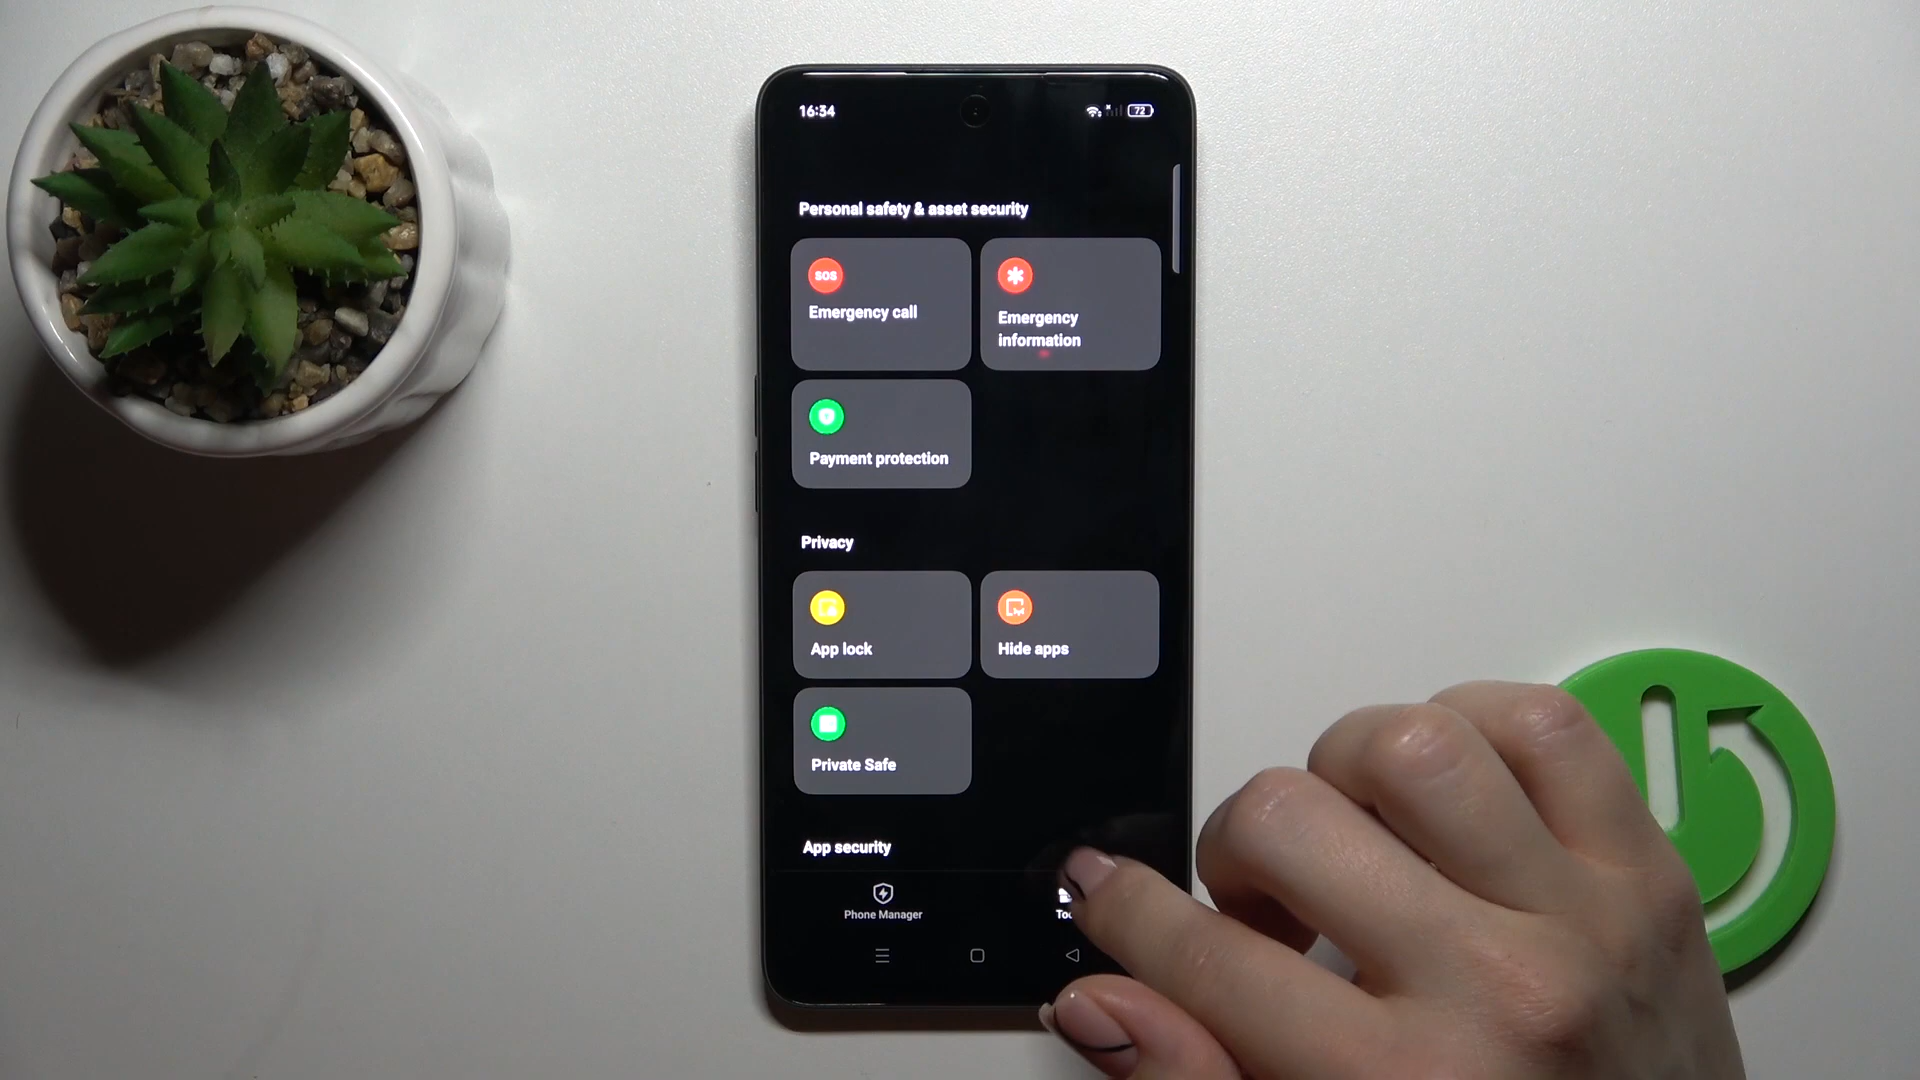 16:34
72
Personal safety & asset security
SOS
Emergency call
Emergency
information
Payment protection
Privacy
App lock
Hide apps
Private Safe
App security
Phone Manager